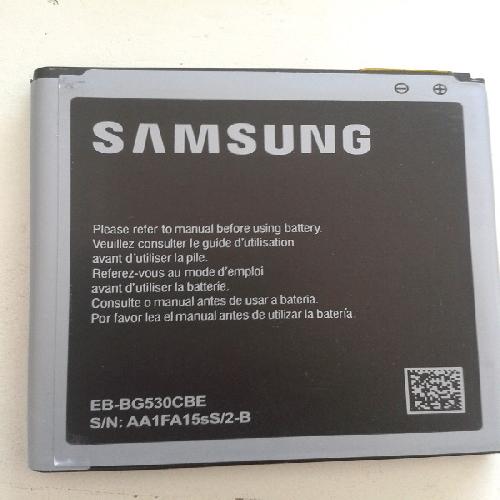 ⊖ ⊕
SAMSUNG
Please refer to manual before using battery.
Veuillez consulter le guide d'utilisation
avant d'utiliser la pile.
Referez-vous au mode d'emploi
avant d'utiliser la batterie.
Consulte o manual antes de usar a bateria.
Por favor lea el manual antes de utilizar la batería.
EB-BG530CBE
S/N: AA1FA15sS/2-B